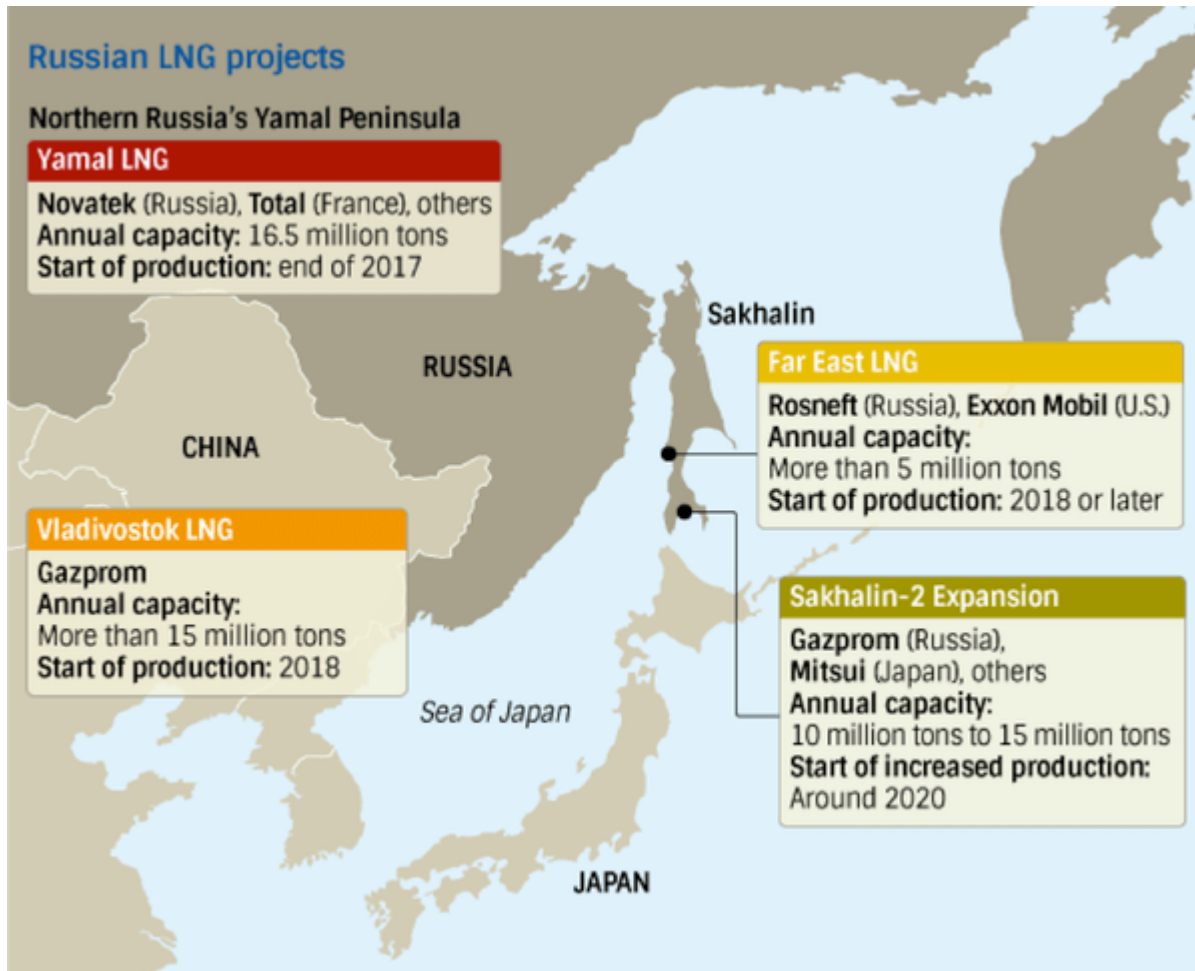 Russian LNG projects
Northern Russia's Yamal Peninsula
Yamal LNG
Novatek (Russia), Total (France), others
Annual capacity: 16.5 million tons
Start of production: end of 2017
Sakhalin
RUSSIA
Far East LNG
Rosneft (Russia), Exxon Mobil (U.S.)
Annual capacity:
More than 5 million tons
Start of production: 2018 or later
CHINA
Vladivostok LNG
Gazprom
Annual capacity:
More than 15 million tons
Start of production: 2018
Sakhalin-2 Expansion
Gazprom (Russia),
Mitsui (Japan), others
Annual capacity:
10 million tons to 15 million tons
Start of increased production:
Around 2020
Sea of Japan
JAPAN